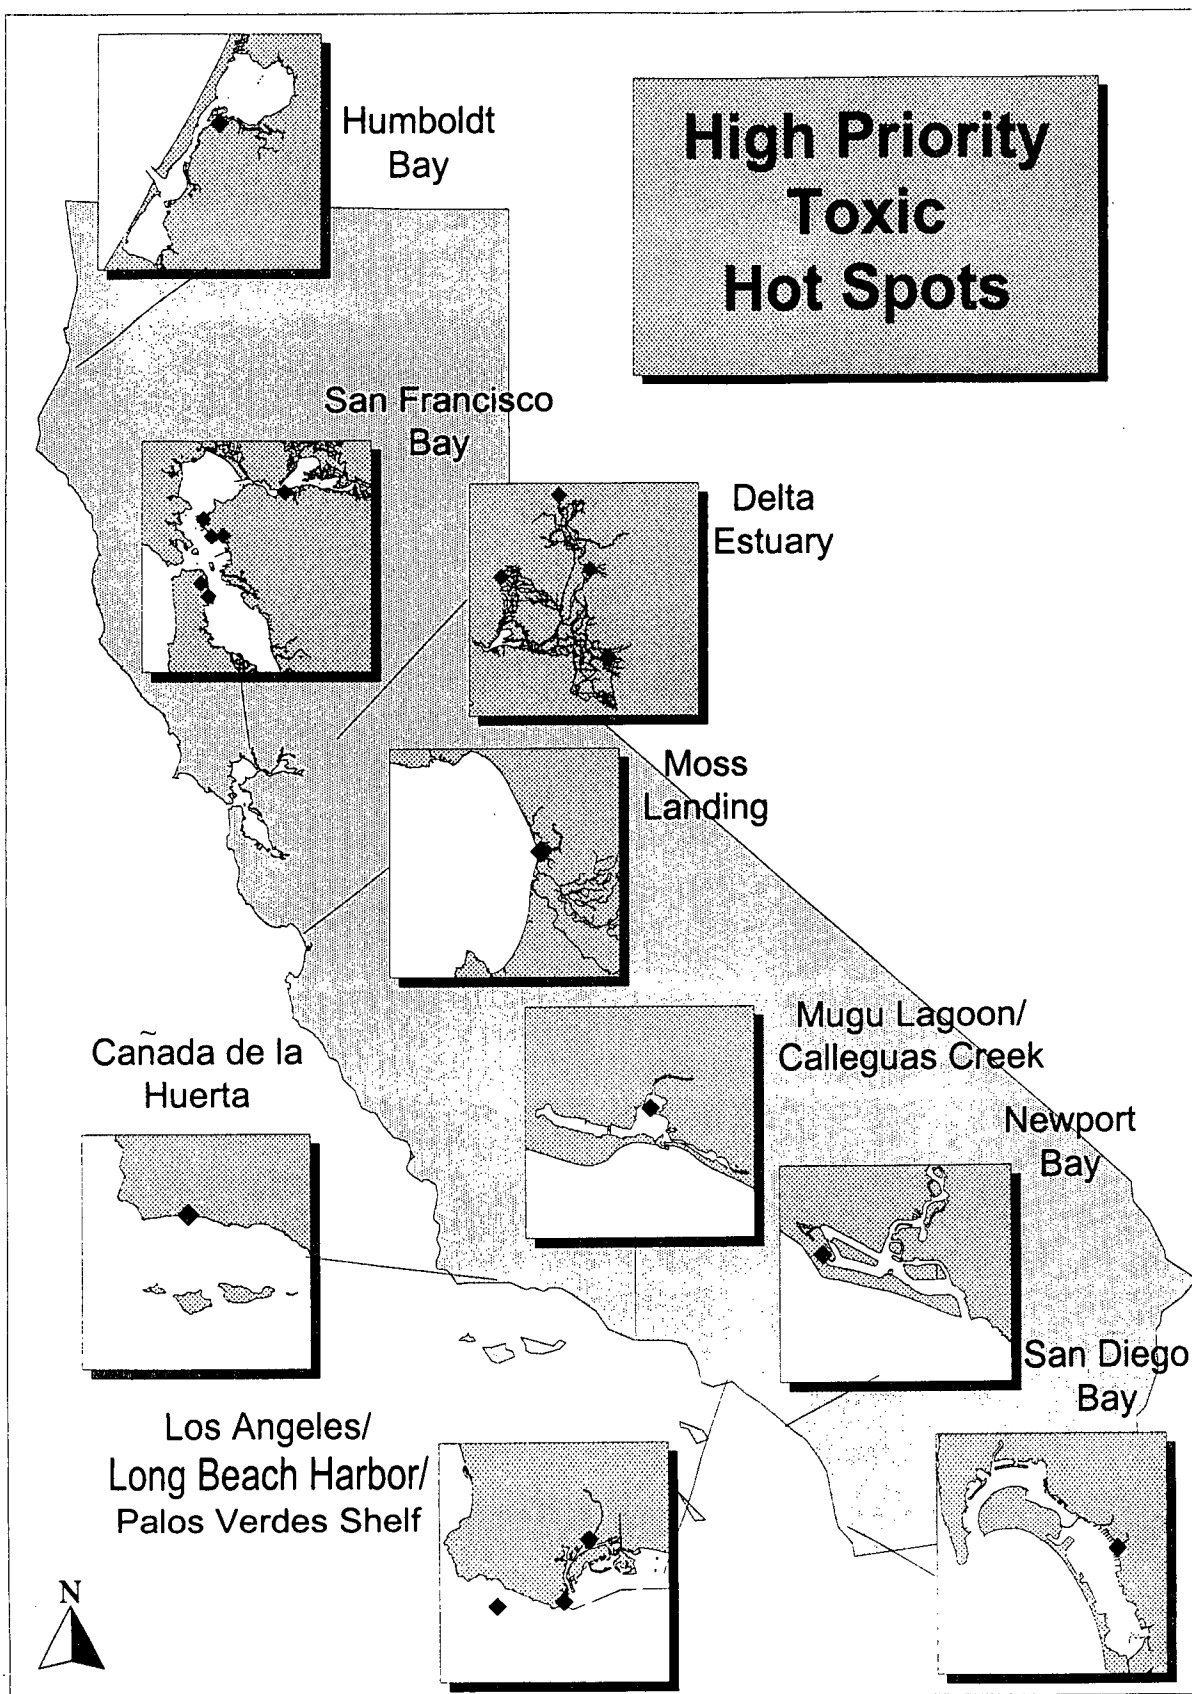 Humboldt
Bay
High Priority
Toxic
Hot Spots
San Francisco
Bay
Delta
Estuary
Moss
Landing
Mugu Lagoon/
Calleguas Creek
Cañada de la
Huerta
Newport
Bay
San Diego
Bay
Los Angeles/
Long Beach Harbor/
Palos Verdes Shelf
N